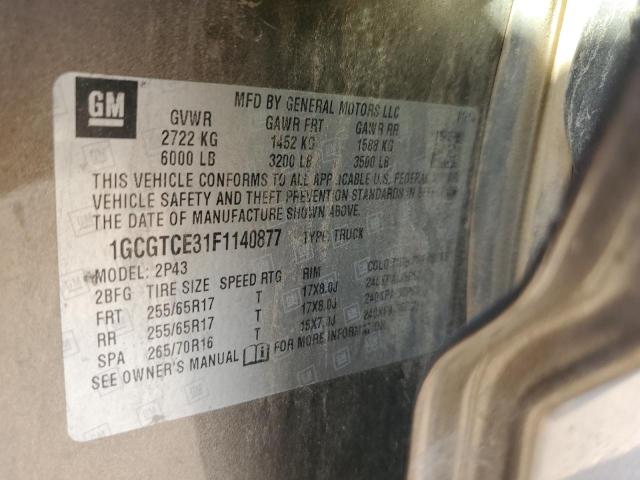 GM
MFD BY GENERAL MOTORS LLC
GVWR GAWR FRT GAWR RR
2722 KG 1452 KG 1588 KG
6000 LB 3200 LB 3500 LB
THIS VEHICLE CONFORMS TO ALL APPLICABLE U.S. FEDERAL
VEHICLE SAFETY AND THEFT PREVENTION STANDARDS IN EFFECT ON
THE DATE OF MANUFACTURE SHOWN ABOVE.
1GCGTCE31F1140877 TYPE: TRUCK
MODEL: 2P43
2BFG TIRE SIZE SPEED RTG RIM COLD
FRT 255/65R17 T 17X8.0J
RR 255/65R17 T 17X8.0J
SPA 265/70R16 T
SEE OWNER'S MANUAL FOR MORE INFORMATION.